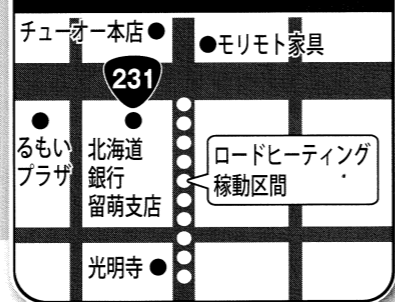 チューオー本店
モリモト家具
231
るもい
プラザ
北海道
銀行
留萌支店
ロードヒーティング
稼動区間
光明寺